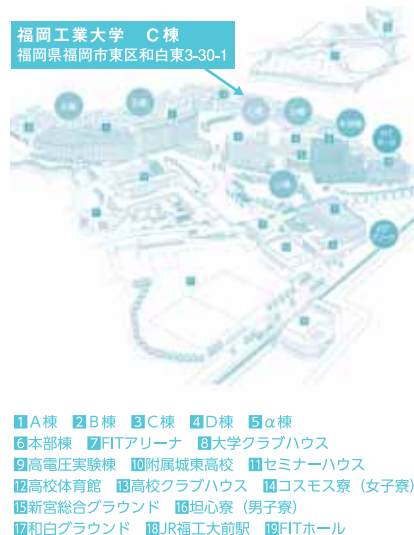 福岡工業大学 C棟
福岡県福岡市東区和白東3-30-1
1A棟 2B棟 3C棟 4D棟 5α棟
6本部棟 7FITアリーナ 8大学クラブハウス
9高電圧実験棟 10附属城東高校 11セミナーハウス
12高校体育館 13高校クラブハウス 14コスモス寮（女子寮）
15新宮総合グラウンド 16坦心寮（男子寮）
17和白グラウンド 18JR福工大前駅 19FITホール